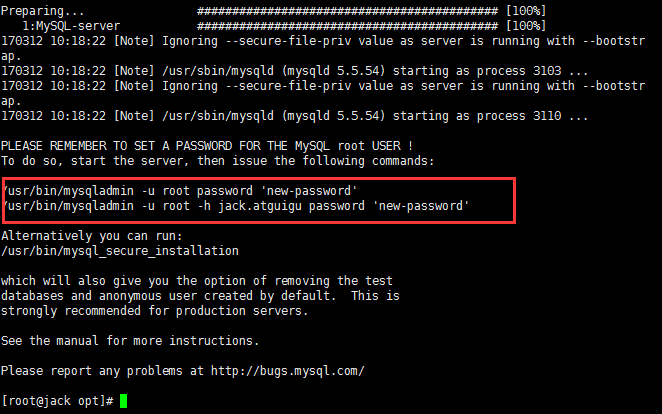 Preparing...                ########################################### [100%]
   1:MySQL-server           ########################################### [100%]
170312 10:18:22 [Note] Ignoring --secure-file-priv value as server is running with --bootstr
ap.
170312 10:18:22 [Note] /usr/sbin/mysqld (mysqld 5.5.54) starting as process 3103 ...
170312 10:18:22 [Note] Ignoring --secure-file-priv value as server is running with --bootstr
ap.
170312 10:18:22 [Note] /usr/sbin/mysqld (mysqld 5.5.54) starting as process 3110 ...

PLEASE REMEMBER TO SET A PASSWORD FOR THE MySQL root USER !
To do so, start the server, then issue the following commands:

/usr/bin/mysqladmin -u root password 'new-password'
/usr/bin/mysqladmin -u root -h jack.atguigu password 'new-password'

Alternatively you can run:
/usr/bin/mysql_secure_installation

which will also give you the option of removing the test
databases and anonymous user created by default.  This is
strongly recommended for production servers.

See the manual for more instructions.

Please report any problems at http://bugs.mysql.com/

[root@jack opt]#